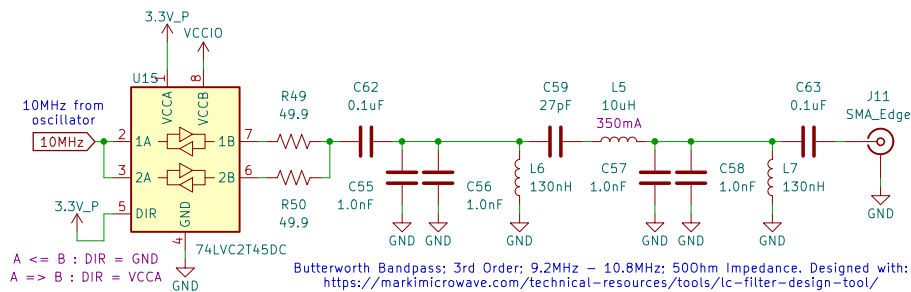 3.3V_P
VCCIO
U15
1
8
VCCA
VCCB
10MHz from
oscillator
10MHz
2
1A
1B
7
3
2A
2B
6
3.3V_P
5
DIR
GND
4
74LVC2T45DC
GND
A <= B : DIR = GND
A => B : DIR = VCCA
R49
49.9
R50
49.9
C62
0.1uF
C55
1.0nF
GND
C56
1.0nF
GND
L6
130nH
GND
C59
27pF
L5
10uH
350mA
C57
1.0nF
GND
C58
1.0nF
GND
L7
130nH
GND
C63
0.1uF
J11
SMA_Edge
GND
Butterworth Bandpass; 3rd Order; 9.2MHz - 10.8MHz; 50Ohm Impedance. Designed with:
https://markimicrowave.com/technical-resources/tools/lc-filter-design-tool/